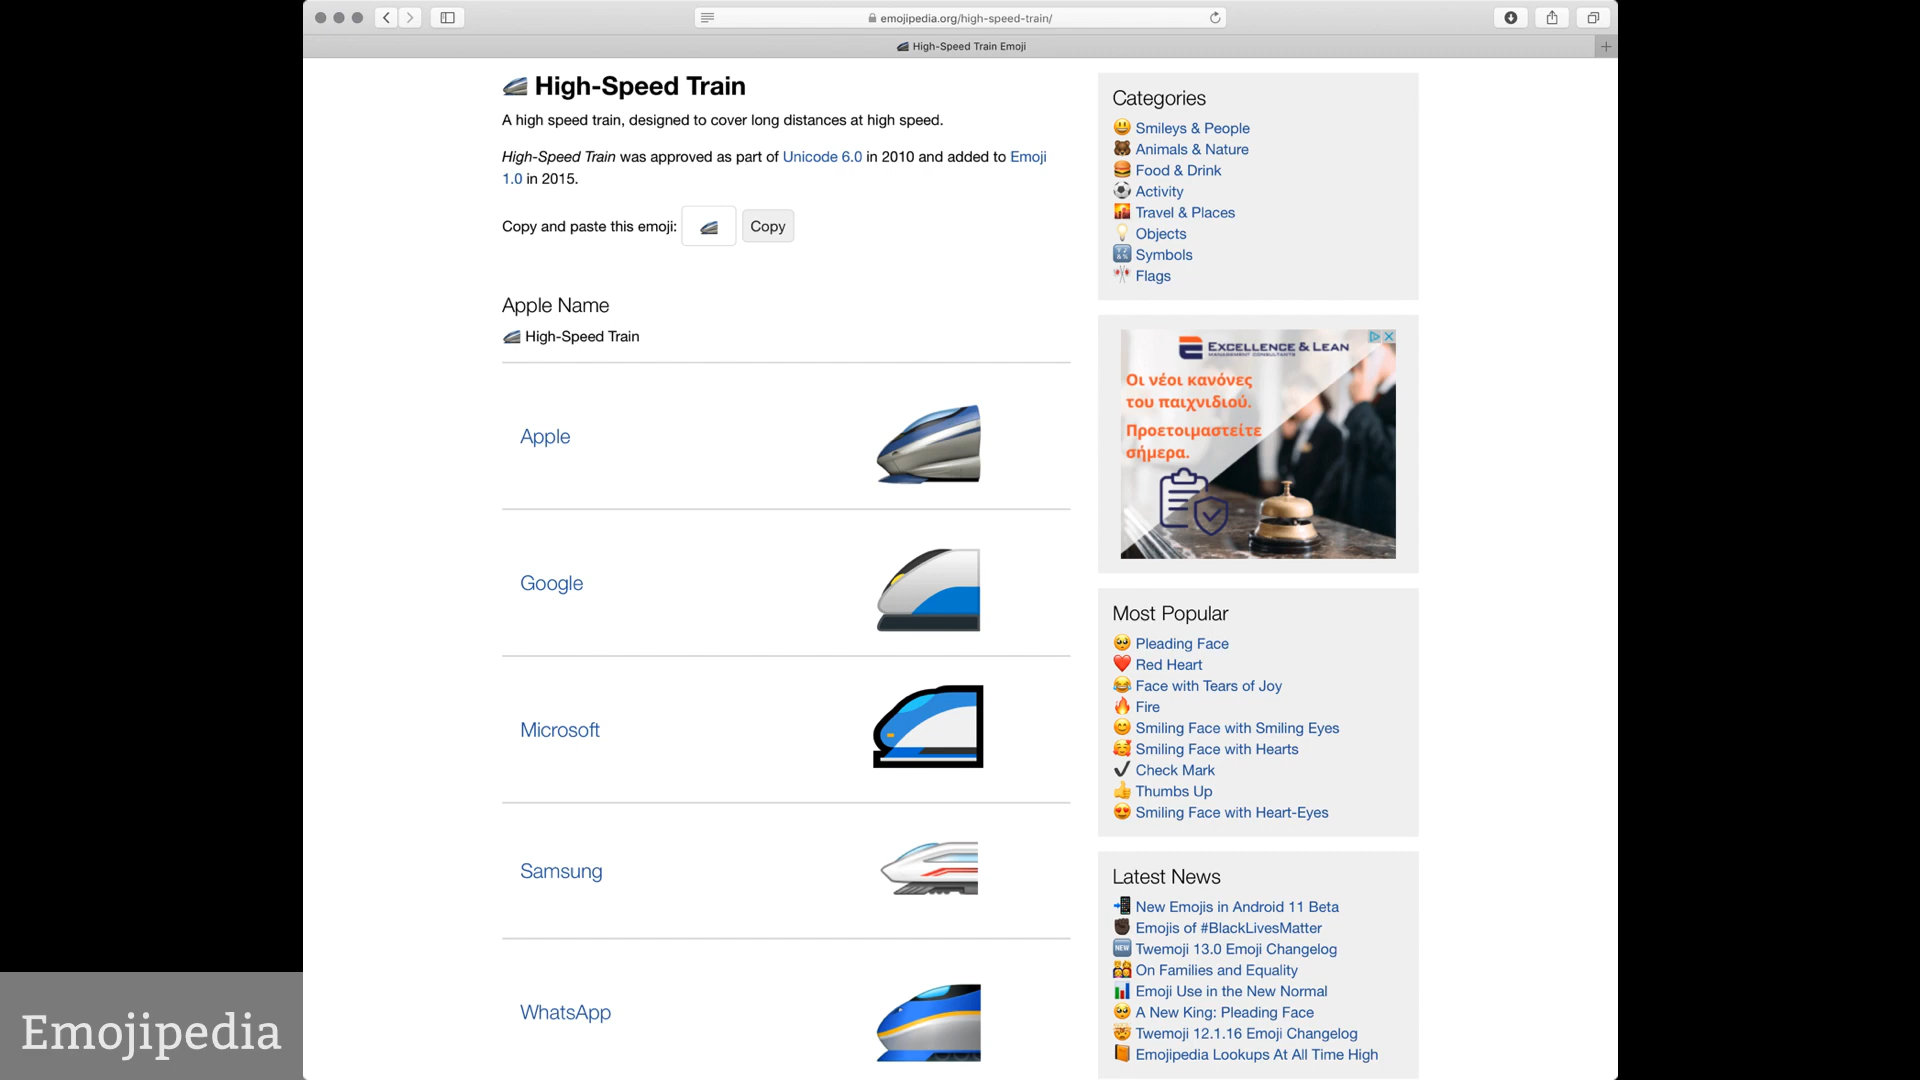 emojipedia.org/high-speed-train/
High-Speed Train Emoji
High-Speed Train
A high speed train, designed to cover long distances at high speed.
High-Speed Train was approved as part of Unicode 6.0 in 2010 and added to Emoji
1.0 in 2015.
Copy and paste this emoji:
Copy
Apple Name
High-Speed Train
Apple
Google
Microsoft
Samsung
WhatsApp
Categories
Smileys & People
Animals & Nature
Food & Drink
Activity
Travel & Places
Objects
Symbols
Flags
EXCELLENCE & LEAN
MANAGEMENT CONSULTANTS
Οι νέοι κανόνες
του παιχνιδιού.
Προετοιμαστείτε
σήμερα.
Most Popular
Pleading Face
Red Heart
Face with Tears of Joy
Fire
Smiling Face with Smiling Eyes
Smiling Face with Hearts
Check Mark
Thumbs Up
Smiling Face with Heart-Eyes
Latest News
New Emojis in Android 11 Beta
Emojis of #BlackLivesMatter
NEW
Twemoji 13.0 Emoji Changelog
On Families and Equality
Emoji Use in the New Normal
A New King: Pleading Face
Twemoji 12.1.16 Emoji Changelog
Emojipedia Lookups At All Time High
Emojipedia